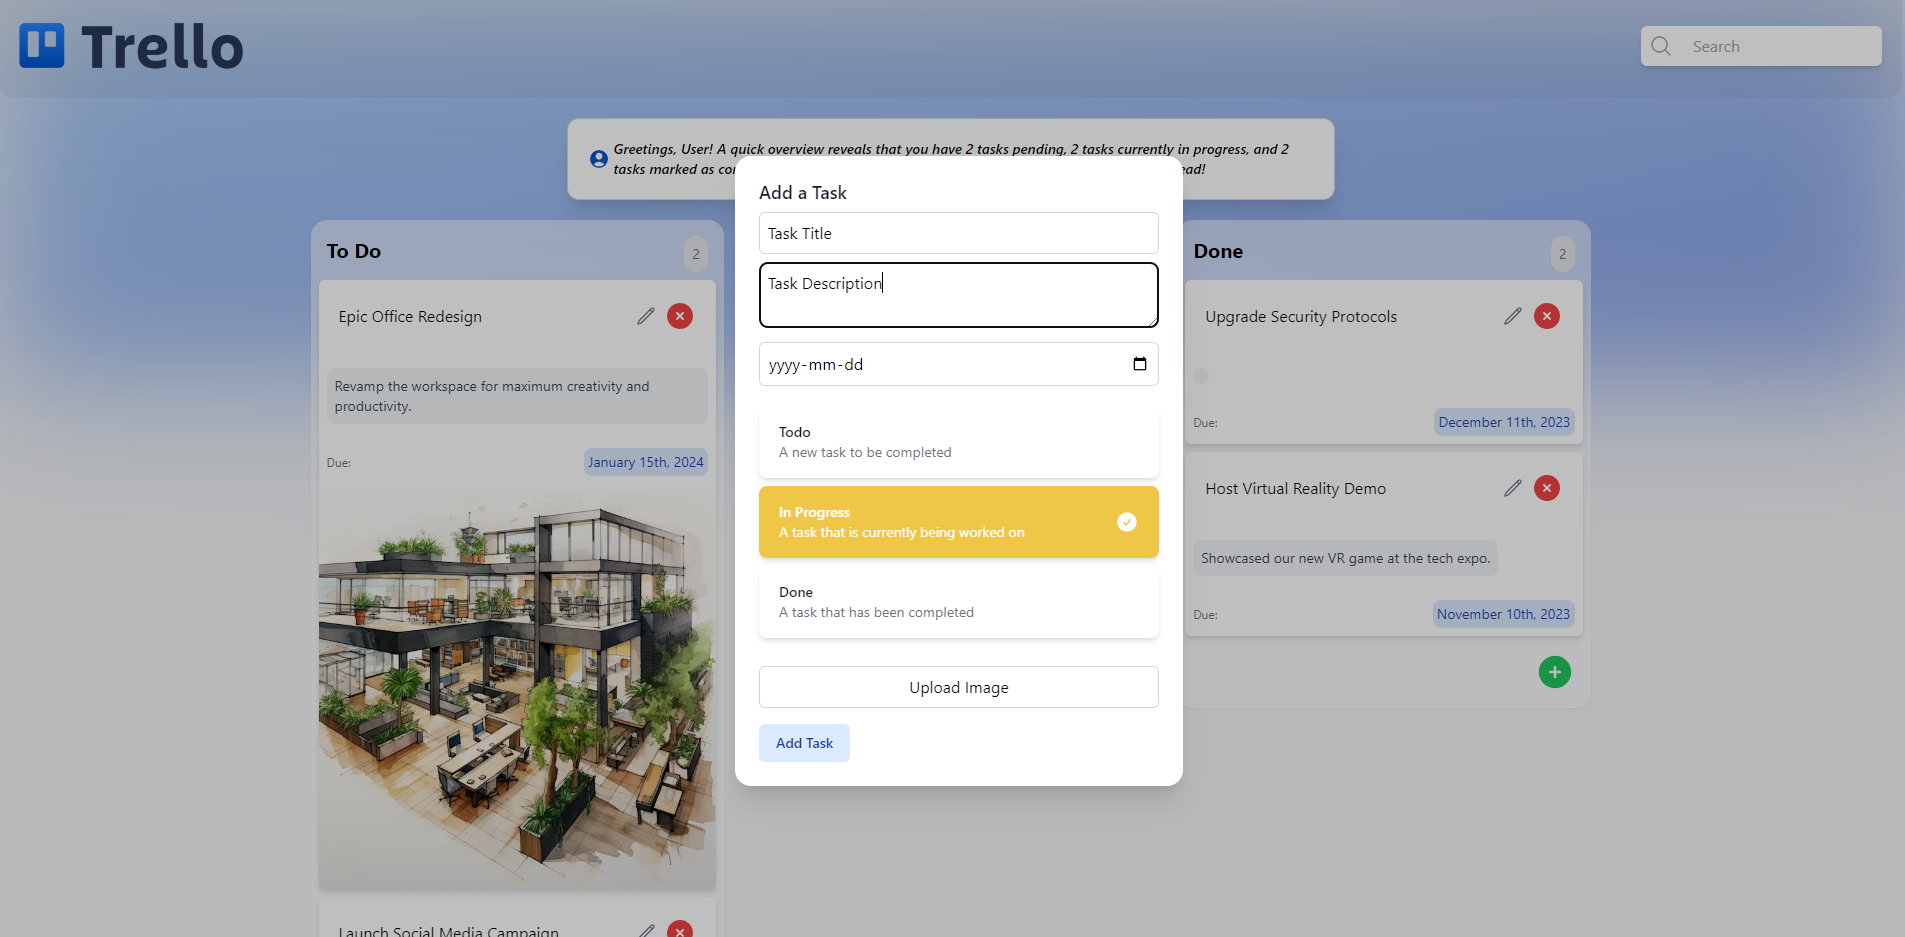 Trello
Search
Greetings, User! A quick overview reveals that you have 2 tasks pending, 2 tasks currently in progress, and 2
tasks marked as
Add a Task
Task Title
Task Description
yyyy-mm-dd
Todo
A new task to be completed
In Progress
A task that is currently being worked on
Done
A task that has been completed
Upload Image
Add Task
To Do
2
Epic Office Redesign
Revamp the workspace for maximum creativity and
productivity.
Due:
January 15th, 2024
Launch Social Media Campaign
Done
2
Upgrade Security Protocols
Due:
December 11th, 2023
Host Virtual Reality Demo
Showcased our new VR game at the tech expo.
Due:
November 10th, 2023